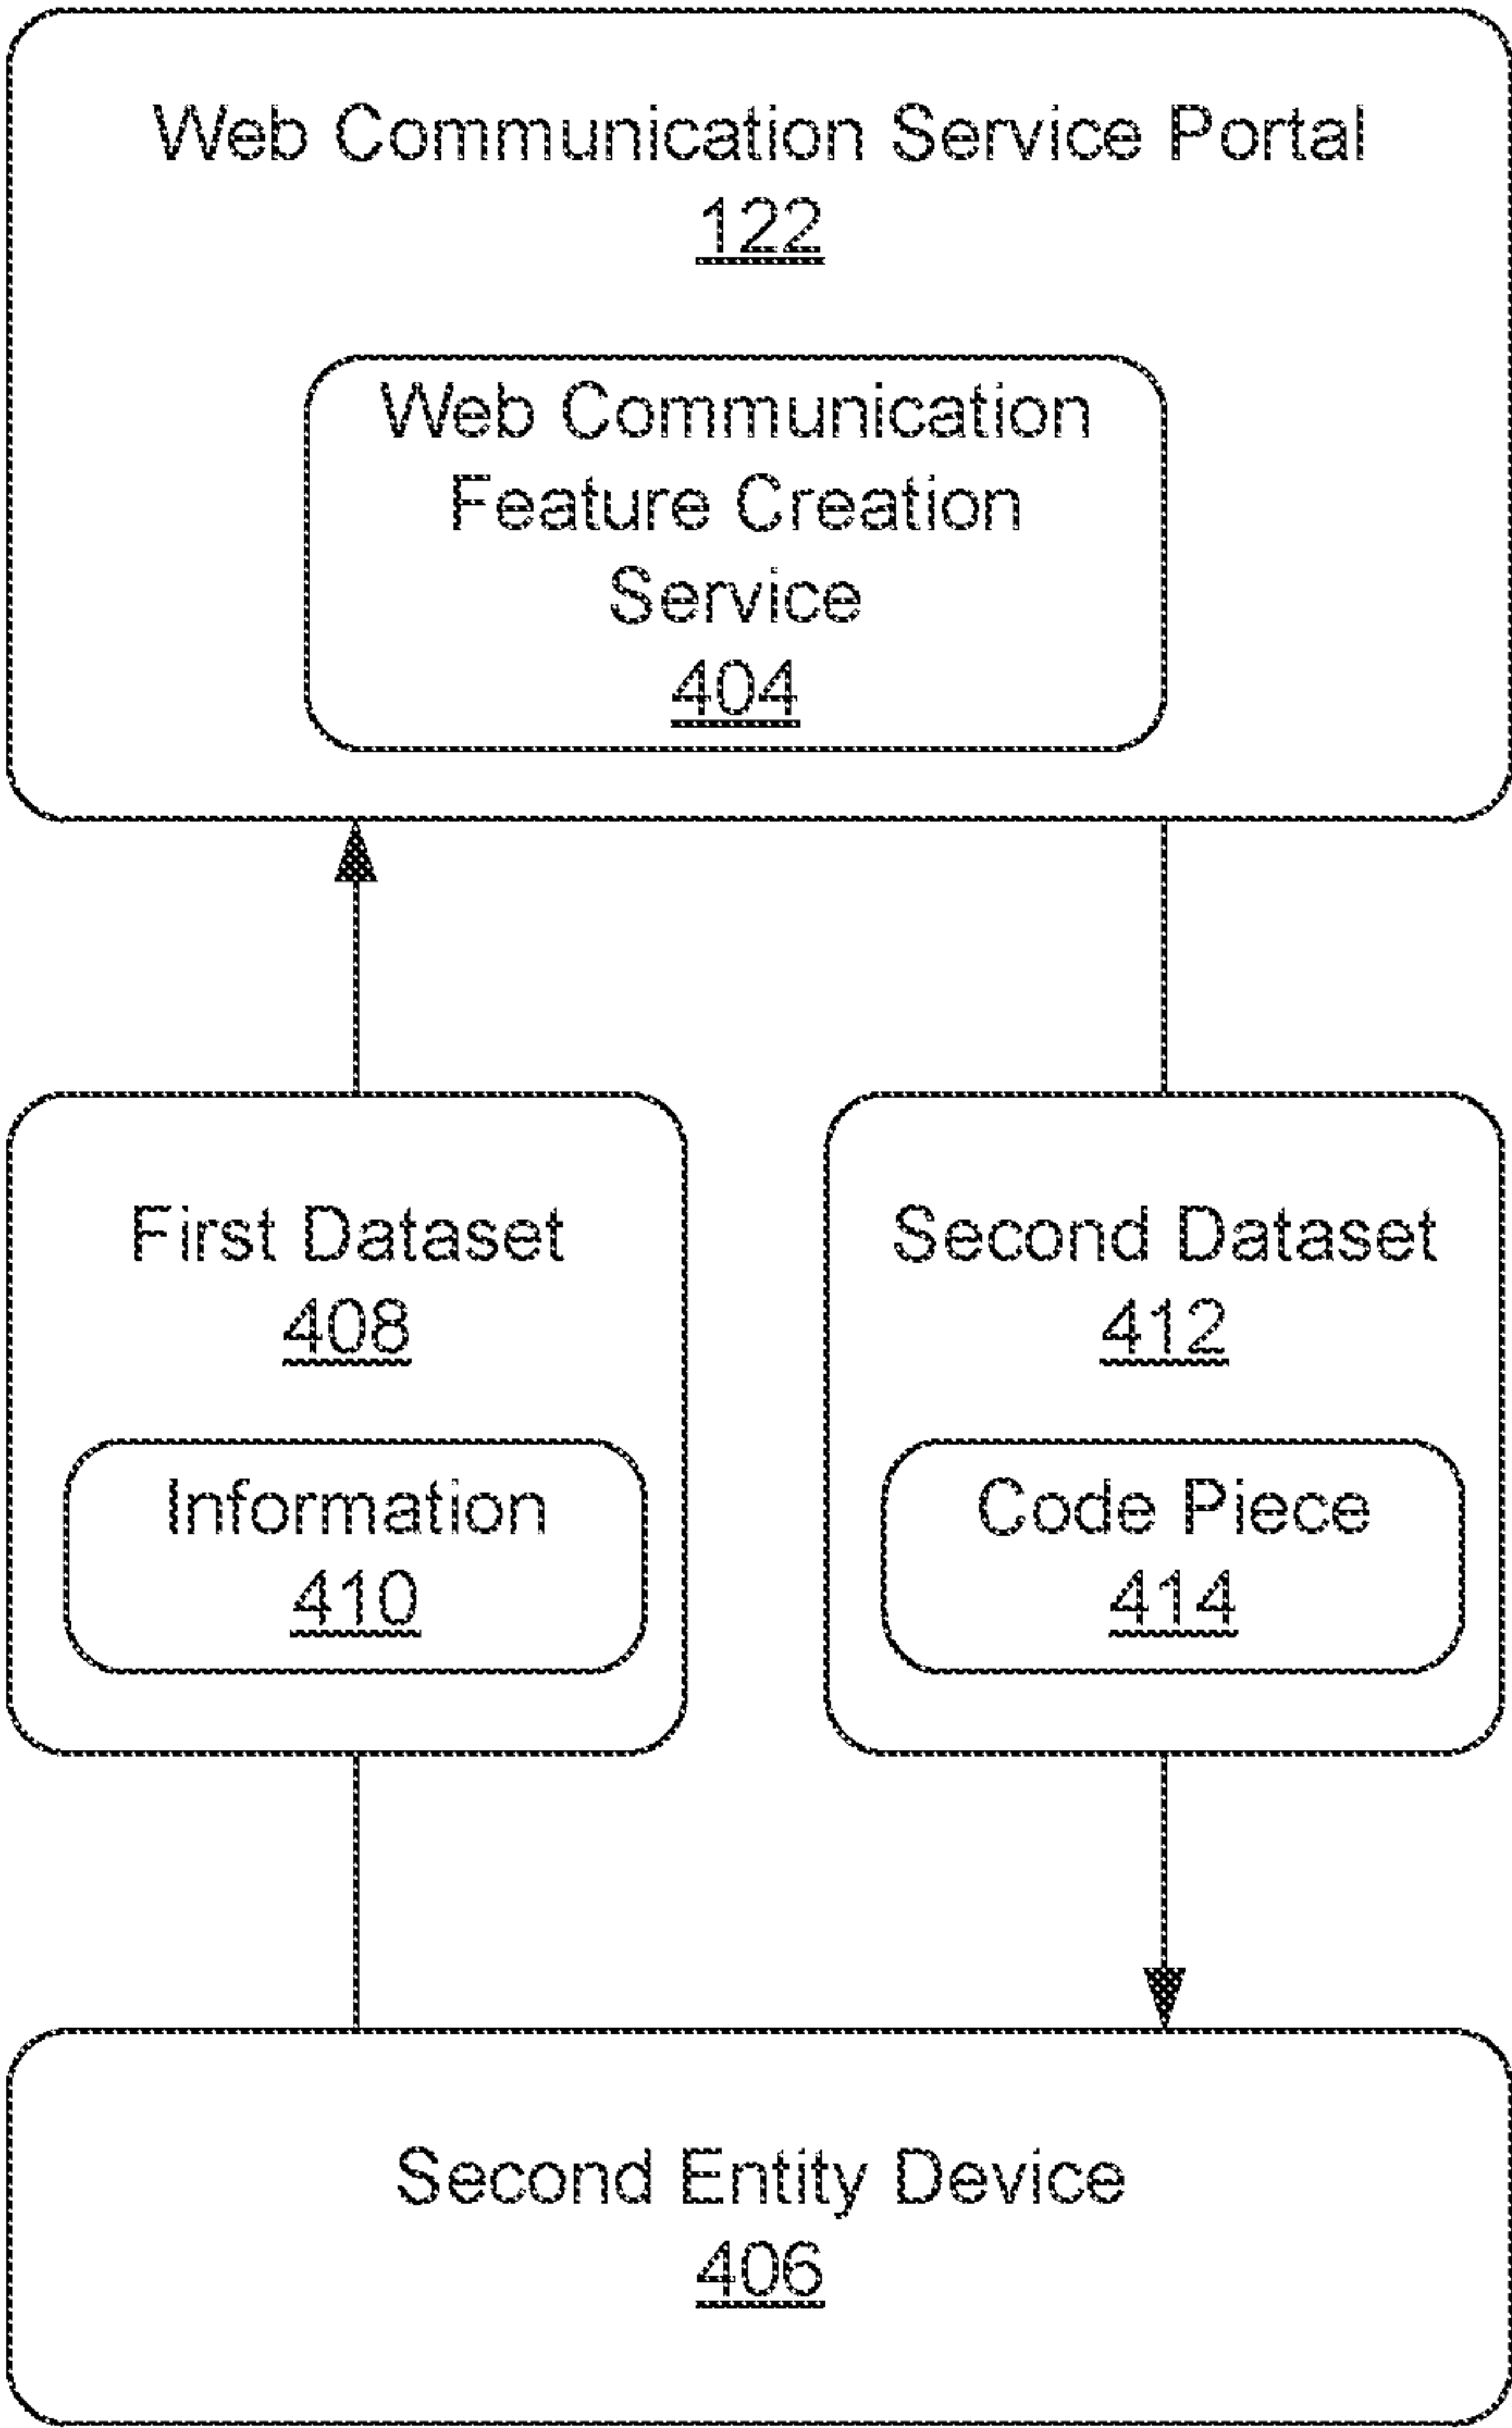 Web Communication Service Portal
122
Web Communication
Feature Creation
Service
404
First Dataset
408
Information
410
Second Dataset
412
Code Piece
414
Second Entity Device
406